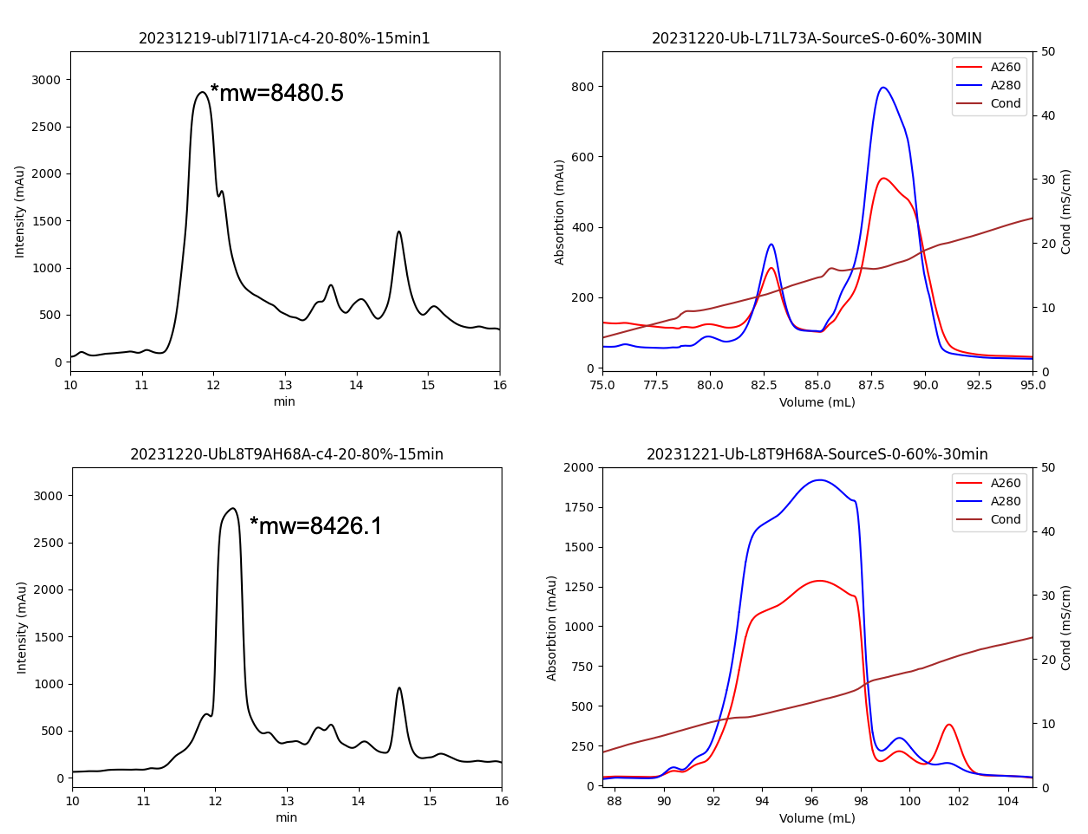 20231219-ubl71l71A-c4-20-80%-15min1
3000
2500
2000
1500
1000
500
0
Intensity (mAu)
*mw=8480.5
10 11 12 13 14 15 16
min
20231220-Ub-L71L73A-SourceS-0-60%-30MIN
800
600
400
200
0
Absorbtion (mAu)
A260
A280
Cond
50
40
30
20
10
0
Cond (mS/cm)
75.0 77.5 80.0 82.5 85.0 87.5 90.0 92.5 95.0
Volume (mL)
20231220-UbL8T9AH68A-c4-20-80%-15min
3000
2500
2000
1500
1000
500
0
Intensity (mAu)
*mw=8426.1
10 11 12 13 14 15 16
min
20231221-Ub-L8T9H68A-SourceS-0-60%-30min
2000
1750
1500
1250
1000
750
500
250
0
Absorbtion (mAu)
A260
A280
Cond
50
40
30
20
10
0
Cond (mS/cm)
88 90 92 94 96 98 100 102 104
Volume (mL)